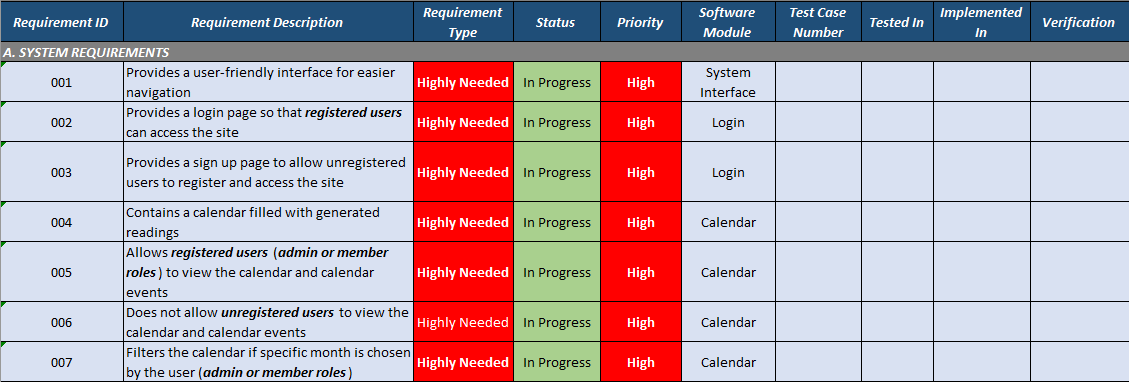 Requirement ID Requirement Description Requirement Type Status Priority Software Module Test Case Number Tested In Implemented In Verification
A. SYSTEM REQUIREMENTS
001 Provides a user-friendly interface for easier navigation Highly Needed In Progress High System Interface
002 Provides a login page so that registered users can access the site Highly Needed In Progress High Login
003 Provides a sign up page to allow unregistered users to register and access the site Highly Needed In Progress High Login
004 Contains a calendar filled with generated readings Highly Needed In Progress High Calendar
005 Allows registered users (admin or member roles) to view the calendar and calendar events Highly Needed In Progress High Calendar
006 Does not allow unregistered users to view the calendar and calendar events Highly Needed In Progress High Calendar
007 Filters the calendar if specific month is chosen by the user (admin or member roles) Highly Needed In Progress High Calendar